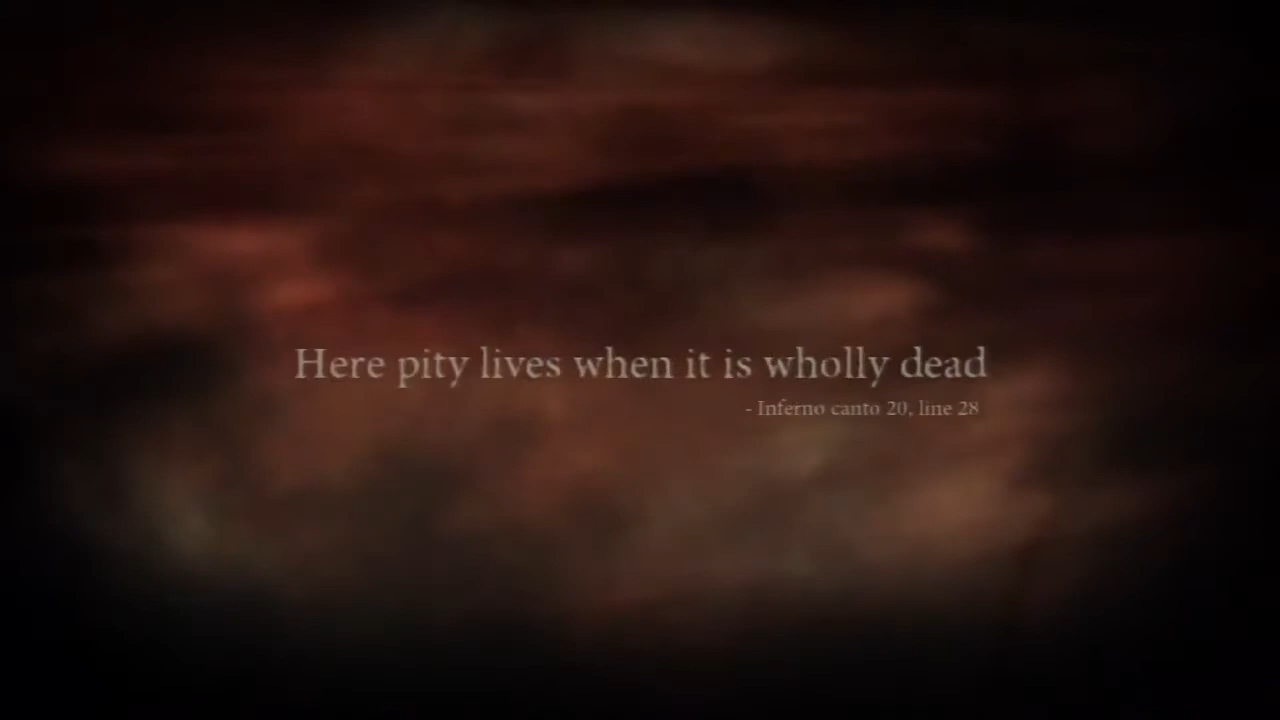 Here pity lives when it is wholly dead
- Inferno canto 20, line 28